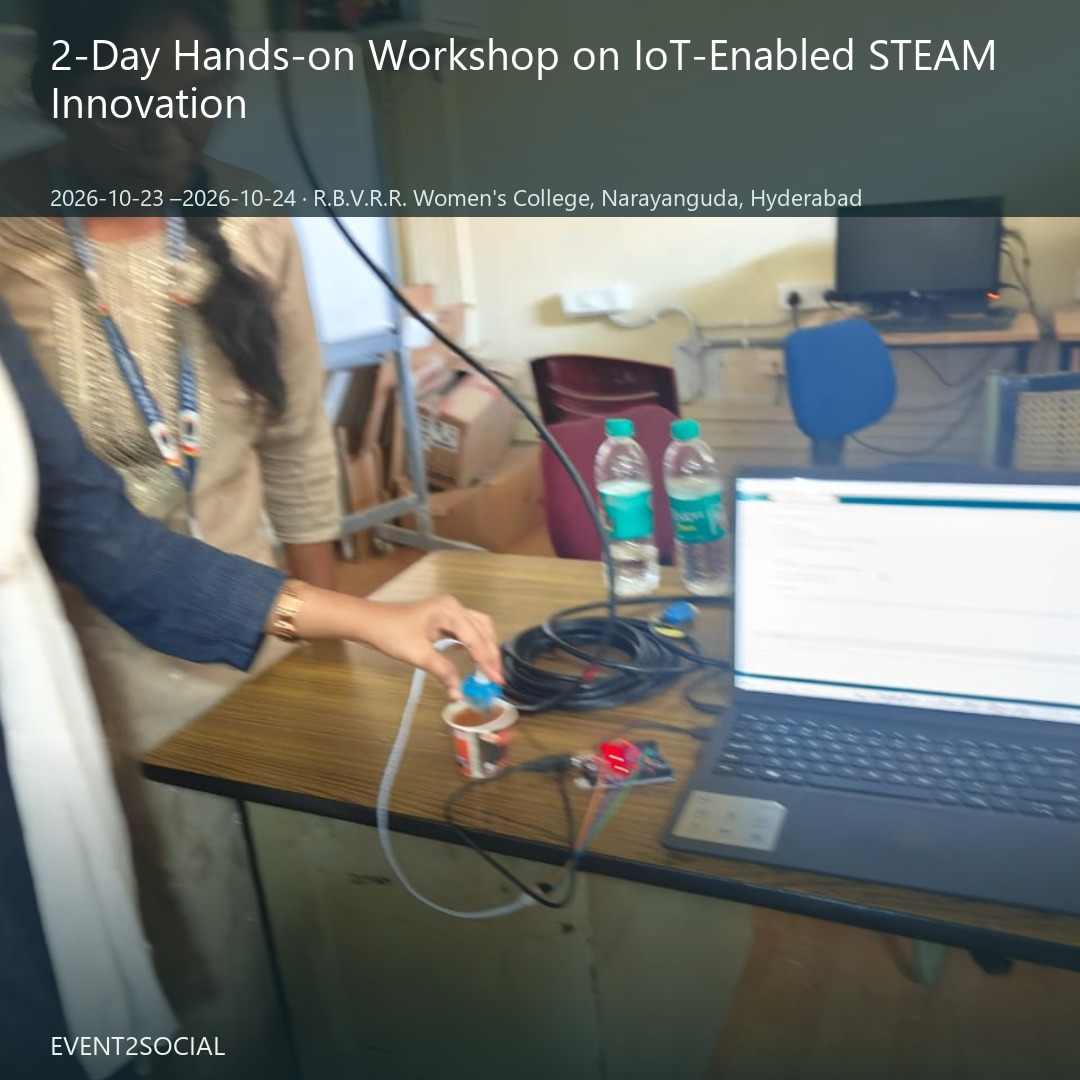 2-Day Hands-on Workshop on IoT-Enabled STEAM
Innovation
2026-10-23 –2026-10-24 · R.B.V.R.R. Women's College, Narayanguda, Hyderabad
EVENT2SOCIAL